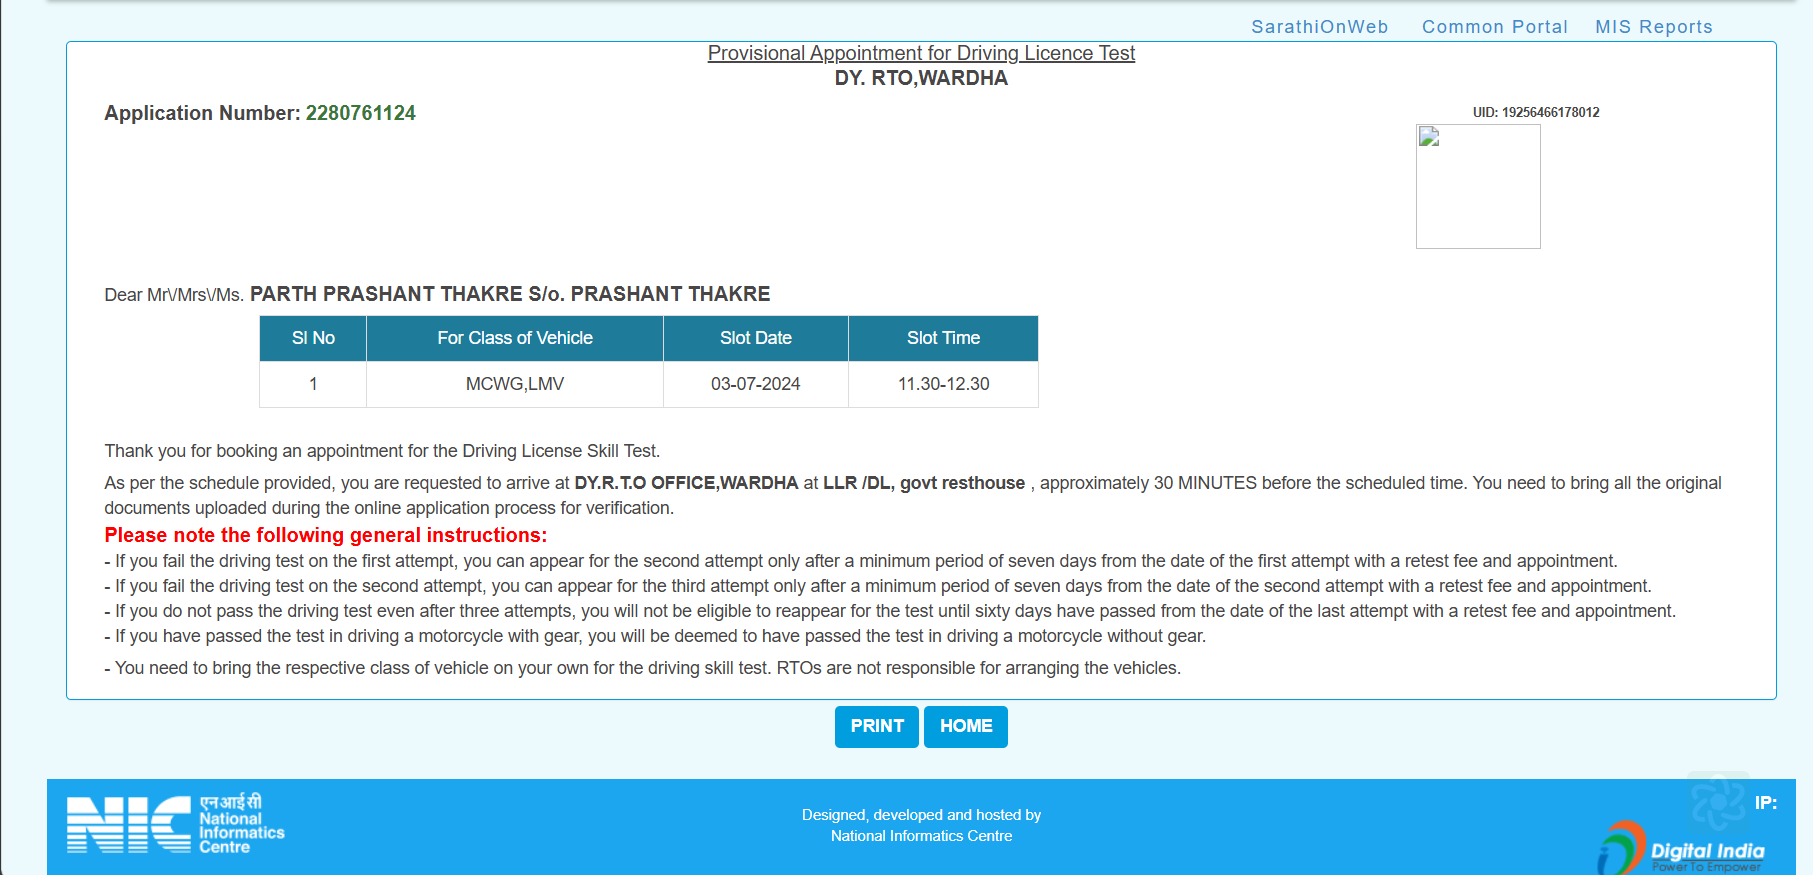 SarathiOnWeb Common Portal MIS Reports
Provisional Appointment for Driving Licence Test
DY. RTO,WARDHA
Application Number: 2280761124
UID: 19256466178012
Dear Mr\/Mrs\/Ms. PARTH PRASHANT THAKRE S/o. PRASHANT THAKRE
Sl No For Class of Vehicle Slot Date Slot Time
1 MCWG,LMV 03-07-2024 11.30-12.30
Thank you for booking an appointment for the Driving License Skill Test.
As per the schedule provided, you are requested to arrive at DY.R.T.O OFFICE,WARDHA at LLR /DL, govt resthouse , approximately 30 MINUTES before the scheduled time. You need to bring all the original
documents uploaded during the online application process for verification.
Please note the following general instructions:
- If you fail the driving test on the first attempt, you can appear for the second attempt only after a minimum period of seven days from the date of the first attempt with a retest fee and appointment.
- If you fail the driving test on the second attempt, you can appear for the third attempt only after a minimum period of seven days from the date of the second attempt with a retest fee and appointment.
- If you do not pass the driving test even after three attempts, you will not be eligible to reappear for the test until sixty days have passed from the date of the last attempt with a retest fee and appointment.
- If you have passed the test in driving a motorcycle with gear, you will be deemed to have passed the test in driving a motorcycle without gear.
- You need to bring the respective class of vehicle on your own for the driving skill test. RTOs are not responsible for arranging the vehicles.
PRINT HOME
NIC
एनआईसी
National
Informatics
Centre
Designed, developed and hosted by
National Informatics Centre
IP:
Digital India
Power To Empower